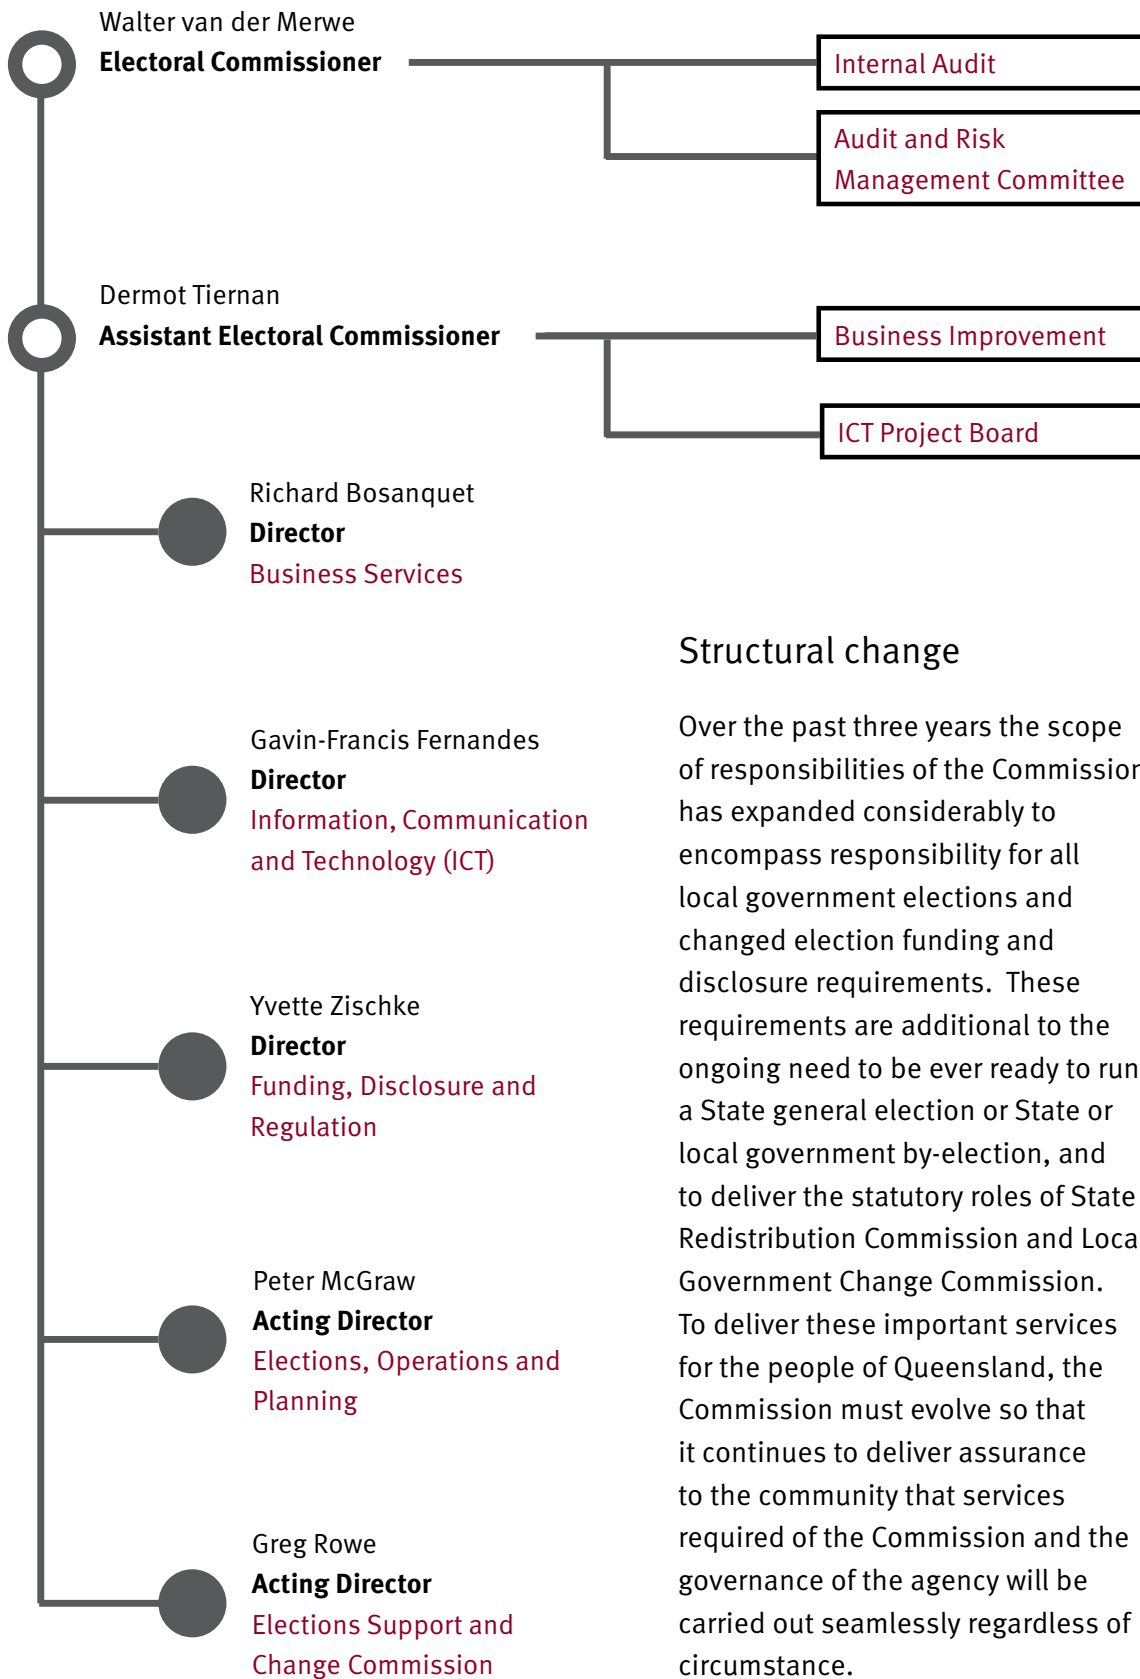 Walter van der Merwe
Electoral Commissioner
Internal Audit
Audit and Risk
Management Committee
Dermot Tiernan
Assistant Electoral Commissioner
Business Improvement
ICT Project Board
Richard Bosanquet
Director
Business Services
Gavin-Francis Fernandes
Director
Information, Communication
and Technology (ICT)
Yvette Zischke
Director
Funding, Disclosure and
Regulation
Peter McGraw
Acting Director
Elections, Operations and
Planning
Greg Rowe
Acting Director
Elections Support and
Change Commission
Structural change
Over the past three years the scope
of responsibilities of the Commission
has expanded considerably to
encompass responsibility for all
local government elections and
changed election funding and
disclosure requirements.  These
requirements are additional to the
ongoing need to be ever ready to run
a State general election or State or
local government by-election, and
to deliver the statutory roles of State
Redistribution Commission and Loca
Government Change Commission.
To deliver these important services
for the people of Queensland, the
Commission must evolve so that
it continues to deliver assurance
to the community that services
required of the Commission and the
governance of the agency will be
carried out seamlessly regardless of
circumstance.